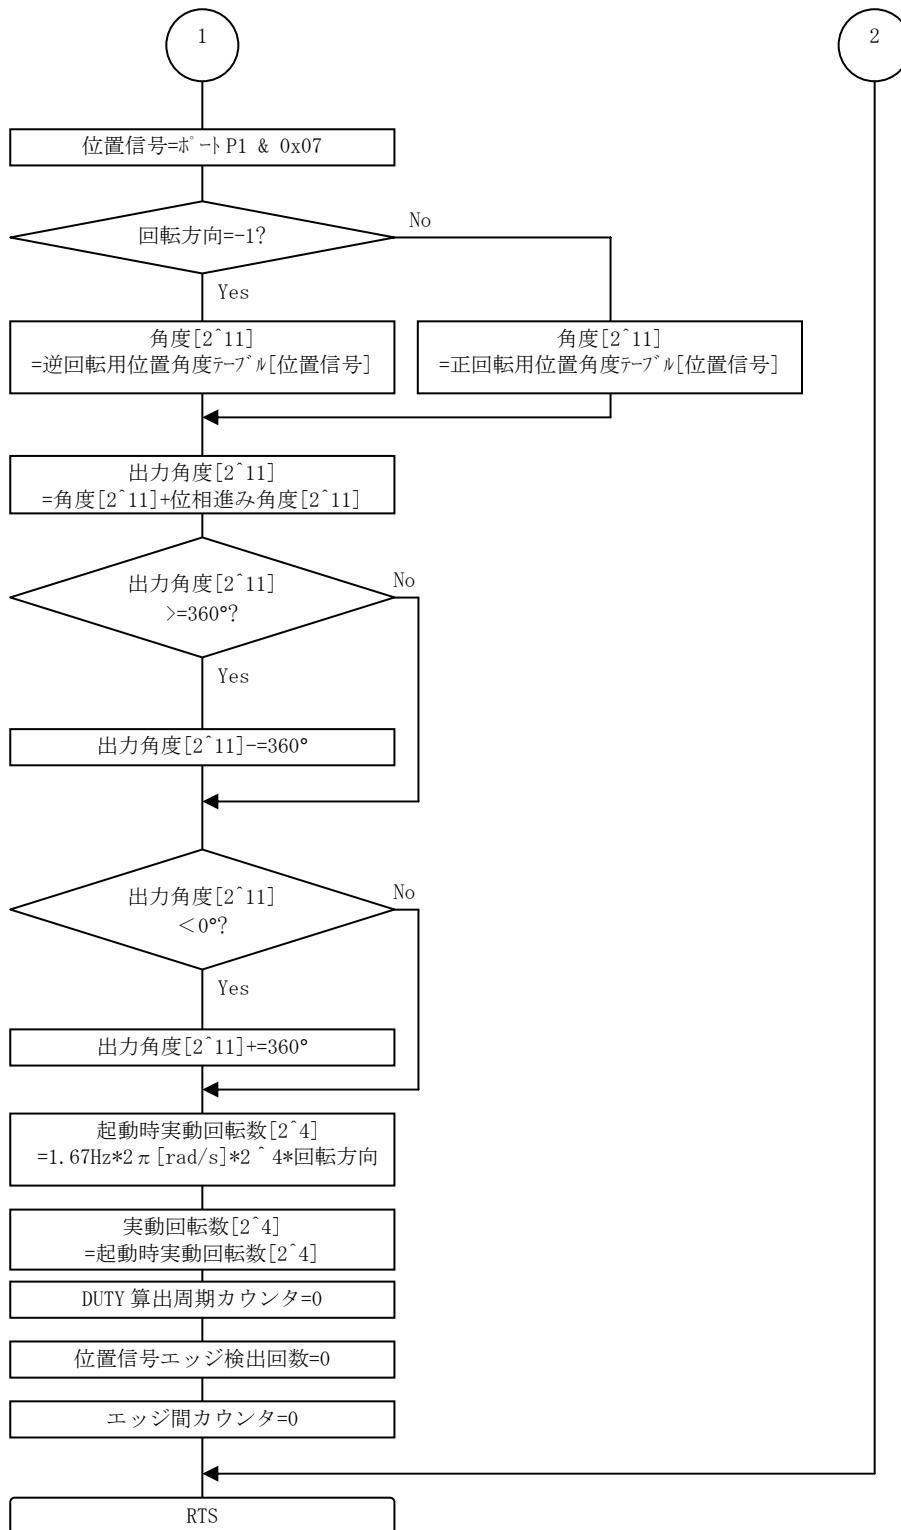 1
2
位置信号=ﾎﾟｰﾄ P1 & 0x07
回転方向=-1?
No
Yes
角度[2^11]
=逆回転用位置角度ﾃｰﾌﾞﾙ[位置信号]
角度[2^11]
=正回転用位置角度ﾃｰﾌﾞﾙ[位置信号]
出力角度[2^11]
=角度[2^11]+位相進み角度[2^11]
出力角度[2^11]
>=360°?
No
Yes
出力角度[2^11]-=360°
出力角度[2^11]
＜0°?
No
Yes
出力角度[2^11]+=360°
起動時実動回転数[2^4]
=1.67Hz*2π[rad/s]*2^4*回転方向
実動回転数[2^4]
=起動時実動回転数[2^4]
DUTY 算出周期カウンタ=0
位置信号エッジ検出回数=0
エッジ間カウンタ=0
RTS